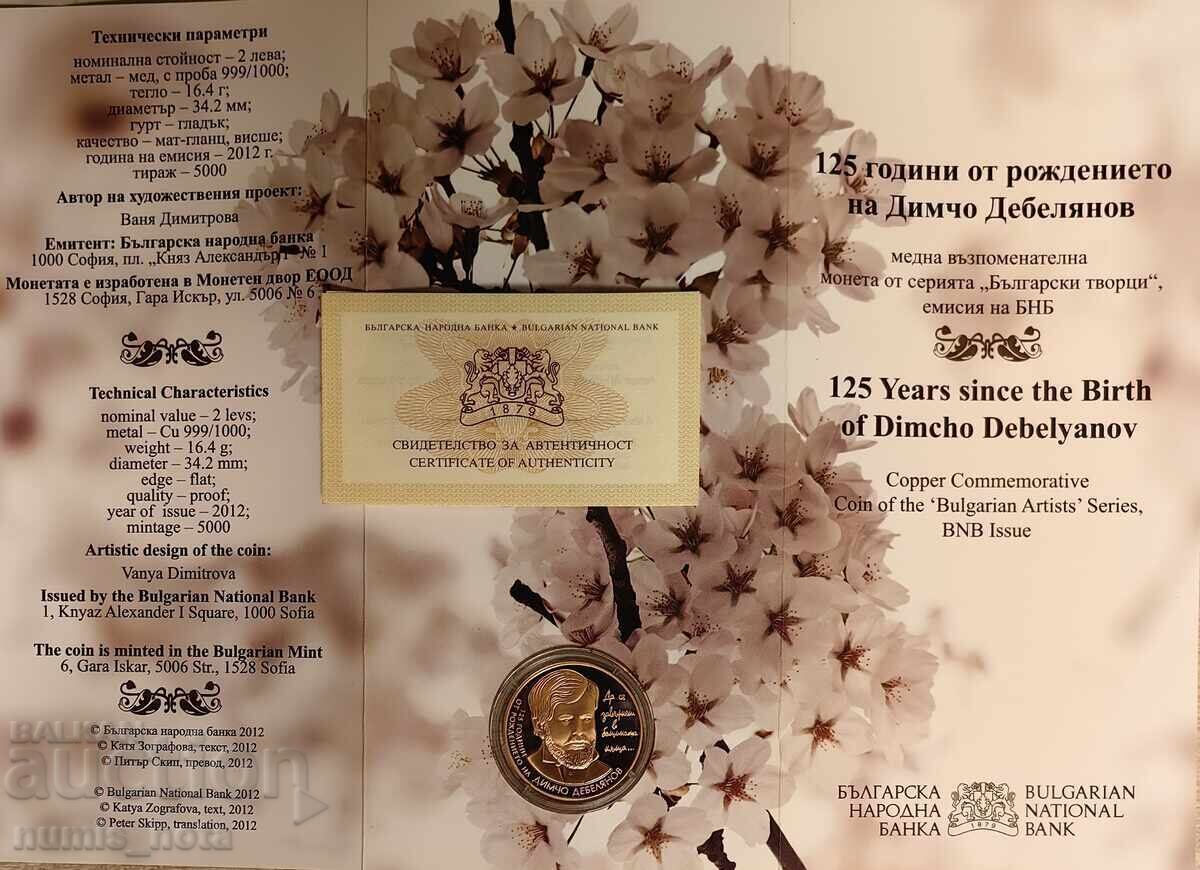 Технически параметри
номинална стойност – 2 лева;
метал – мед, с проба 999/1000;
тегло – 16.4 г;
диаметър – 34.2 мм;
гурт – гладък;
качество – мат-гланц, висше;
година на емисия – 2012 г.
тираж – 5000
Автор на художествения проект:
Ваня Димитрова
Емитент: Българска народна банка
1000 София, пл. „Княз Александър I“ № 1
Монетата е изработена в Монетен двор ЕООД
1528 София, Гара Искър, ул. 5006 № 6
Technical Characteristics
nominal value – 2 levs;
metal – Cu 999/1000;
weight – 16.4 g;
diameter – 34.2 mm;
edge – flat;
quality – proof;
year of issue – 2012;
mintage – 5000
Artistic design of the coin:
Vanya Dimitrova
Issued by the Bulgarian National Bank
1, Knyaz Alexander I Square, 1000 Sofia
The coin is minted in the Bulgarian Mint
6, Gara Iskar, 5006 Str., 1528 Sofia
© Българска народна банка 2012
© Катя Зографова, текст, 2012
© Питър Скип, превод, 2012
© Bulgarian National Bank 2012
© Katya Zografova, text, 2012
© Peter Skipp, translation, 2012
BALKAN
auction
numis_nota
БЪЛГАРСКА НАРОДНА БАНКА ★ BULGARIAN NATIONAL BANK
1879
СВИДЕТЕЛСТВО ЗА АВТЕНТИЧНОСТ
CERTIFICATE OF AUTHENTICITY
Да се
завърнеш
в
бащината
къща...
125 ГОДИНИ
ОТ РОЖДЕНИЕТО НА ДИМЧО ДЕБЕЛЯНОВ
125 години от рождението
на Димчо Дебелянов
медна възпоменателна
монета от серията „Български творци“,
емисия на БНБ
125 Years since the Birth
of Dimcho Debelyanov
Copper Commemorative
Coin of the ‘Bulgarian Artists’ Series,
BNB Issue
БЪЛГАРСКА
НАРОДНА
БАНКА
1879
BULGARIAN
NATIONAL
BANK